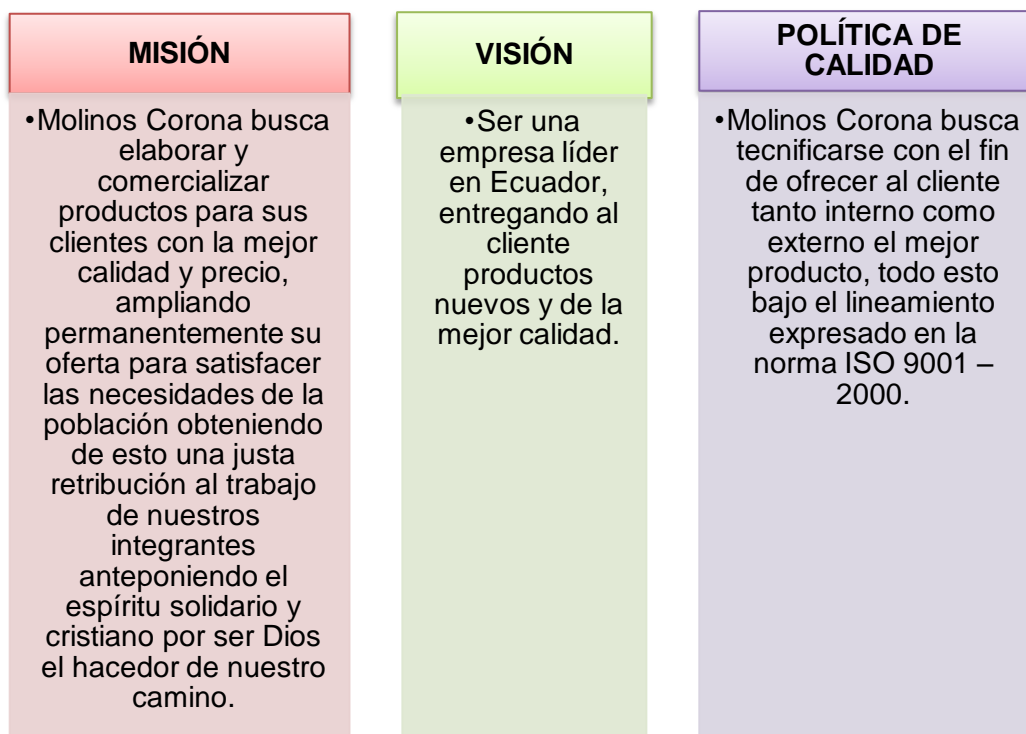 MISIÓN
•Molinos Corona busca
elaborar y
comercializar
productos para sus
clientes con la mejor
calidad y precio,
ampliando
permanentemente su
oferta para satisfacer
las necesidades de la
población obteniendo
de esto una justa
retribución al trabajo
de nuestros
integrantes
anteponiendo el
espíritu solidario y
cristiano por ser Dios
el hacedor de nuestro
camino.
VISIÓN
•Ser una
empresa líder
en Ecuador,
entregando al
cliente
productos
nuevos y de la
mejor calidad.
POLÍTICA DE
CALIDAD
•Molinos Corona busca
tecnificarse con el fin
de ofrecer al cliente
tanto interno como
externo el mejor
producto, todo esto
bajo el lineamiento
expresado en la
norma ISO 9001 –
2000.